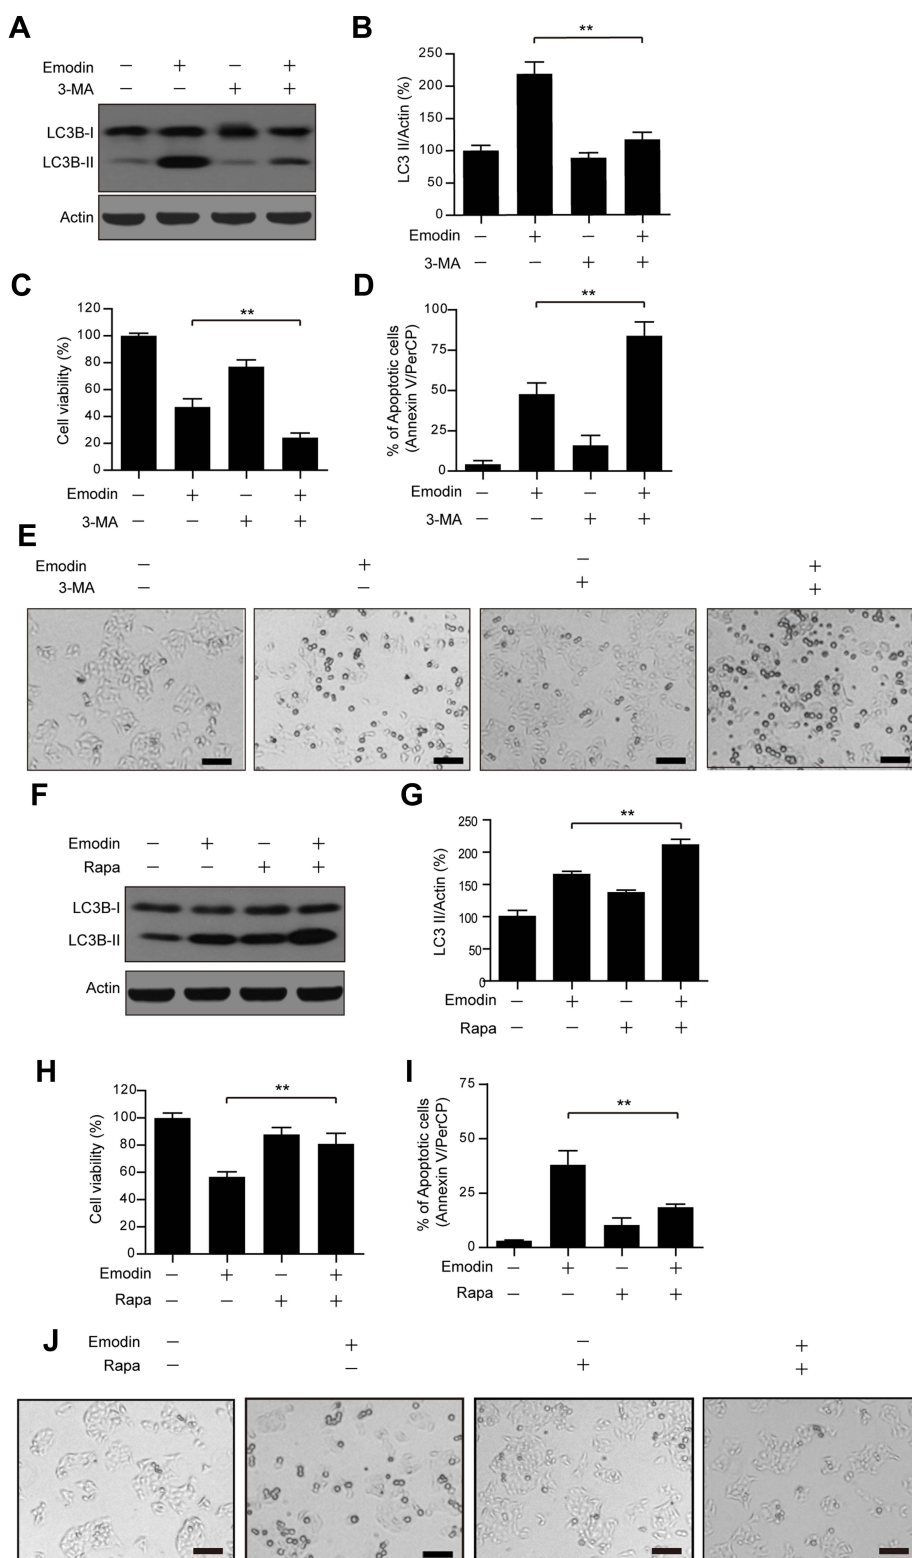 A
Emodin − + − +
3-MA − − + +
LC3B-I
LC3B-II
Actin
B
**
LC3 II/Actin (%)
250
200
150
100
50
0
Emodin − + − +
3-MA − − + +
C
**
Cell viability (%)
120
100
80
60
40
20
0
Emodin − + − +
3-MA − − + +
D
**
% of Apoptotic cells
(Annexin V/PerCP)
100
75
50
25
0
Emodin − + − +
3-MA − − + +
E
Emodin − + − +
3-MA − − + +
F
Emodin − + − +
Rapa − − + +
LC3B-I
LC3B-II
Actin
G
**
LC3 II/Actin (%)
250
200
150
100
50
0
Emodin − + − +
Rapa − − + +
H
**
Cell viability (%)
120
100
80
60
40
20
0
Emodin − + − +
Rapa − − + +
I
**
% of Apoptotic cells
(Annexin V/PerCP)
75
50
25
0
Emodin − + − +
Rapa − − + +
J
Emodin − + − +
Rapa − − + +